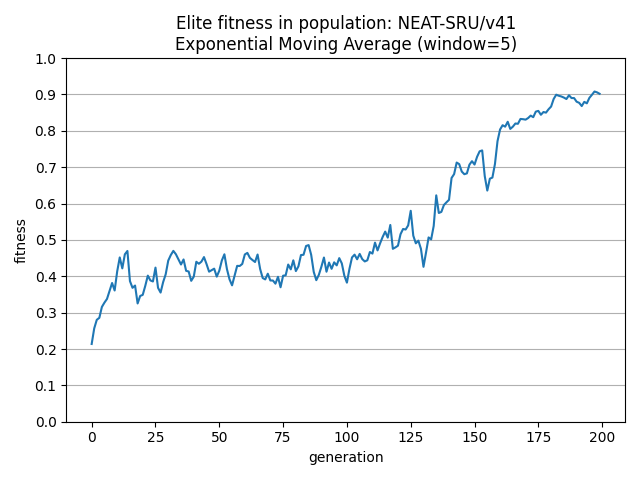 Elite fitness in population: NEAT-SRU/v41
Exponential Moving Average (window=5)
1.0
0.9
0.8
0.7
0.6
0.5
0.4
0.3
0.2
0.1
0.0
fitness
0 25 50 75 100 125 150 175 200
generation